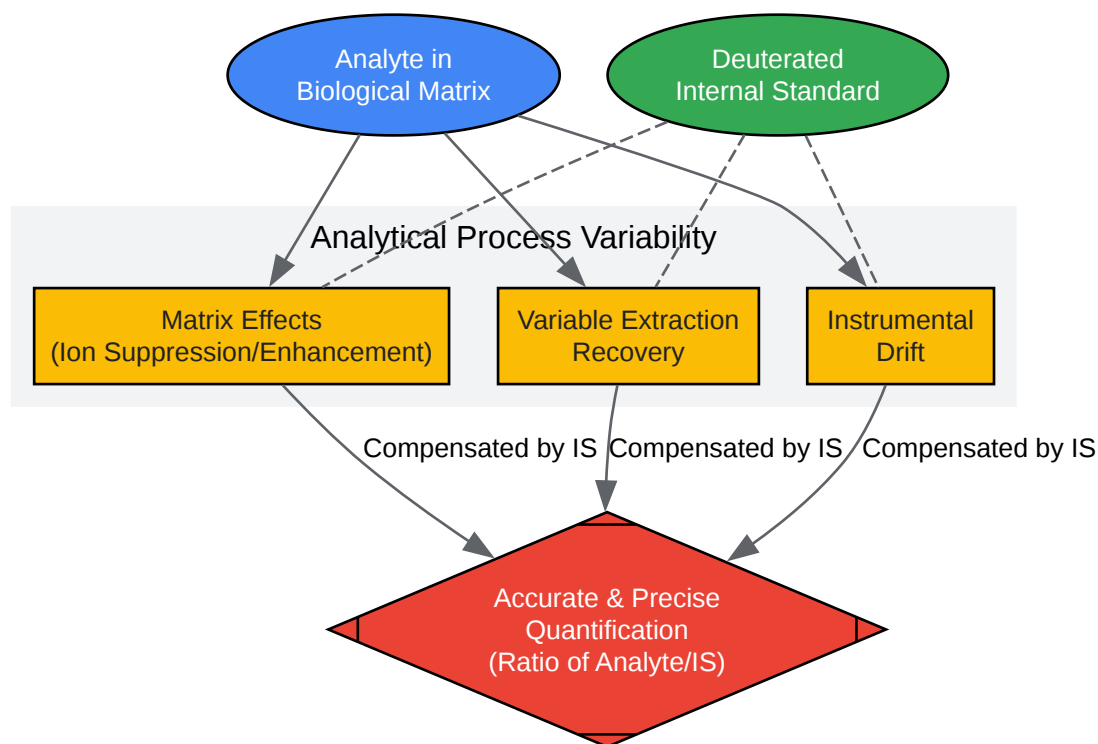 Analyte in
Biological Matrix
Deuterated
Internal Standard
Analytical Process Variability
Matrix Effects
(Ion Suppression/Enhancement)
Variable Extraction
Recovery
Instrumental
Drift
Compensated by IS
Compensated by IS
Compensated by IS
Accurate & Precise
Quantification
(Ratio of Analyte/IS)